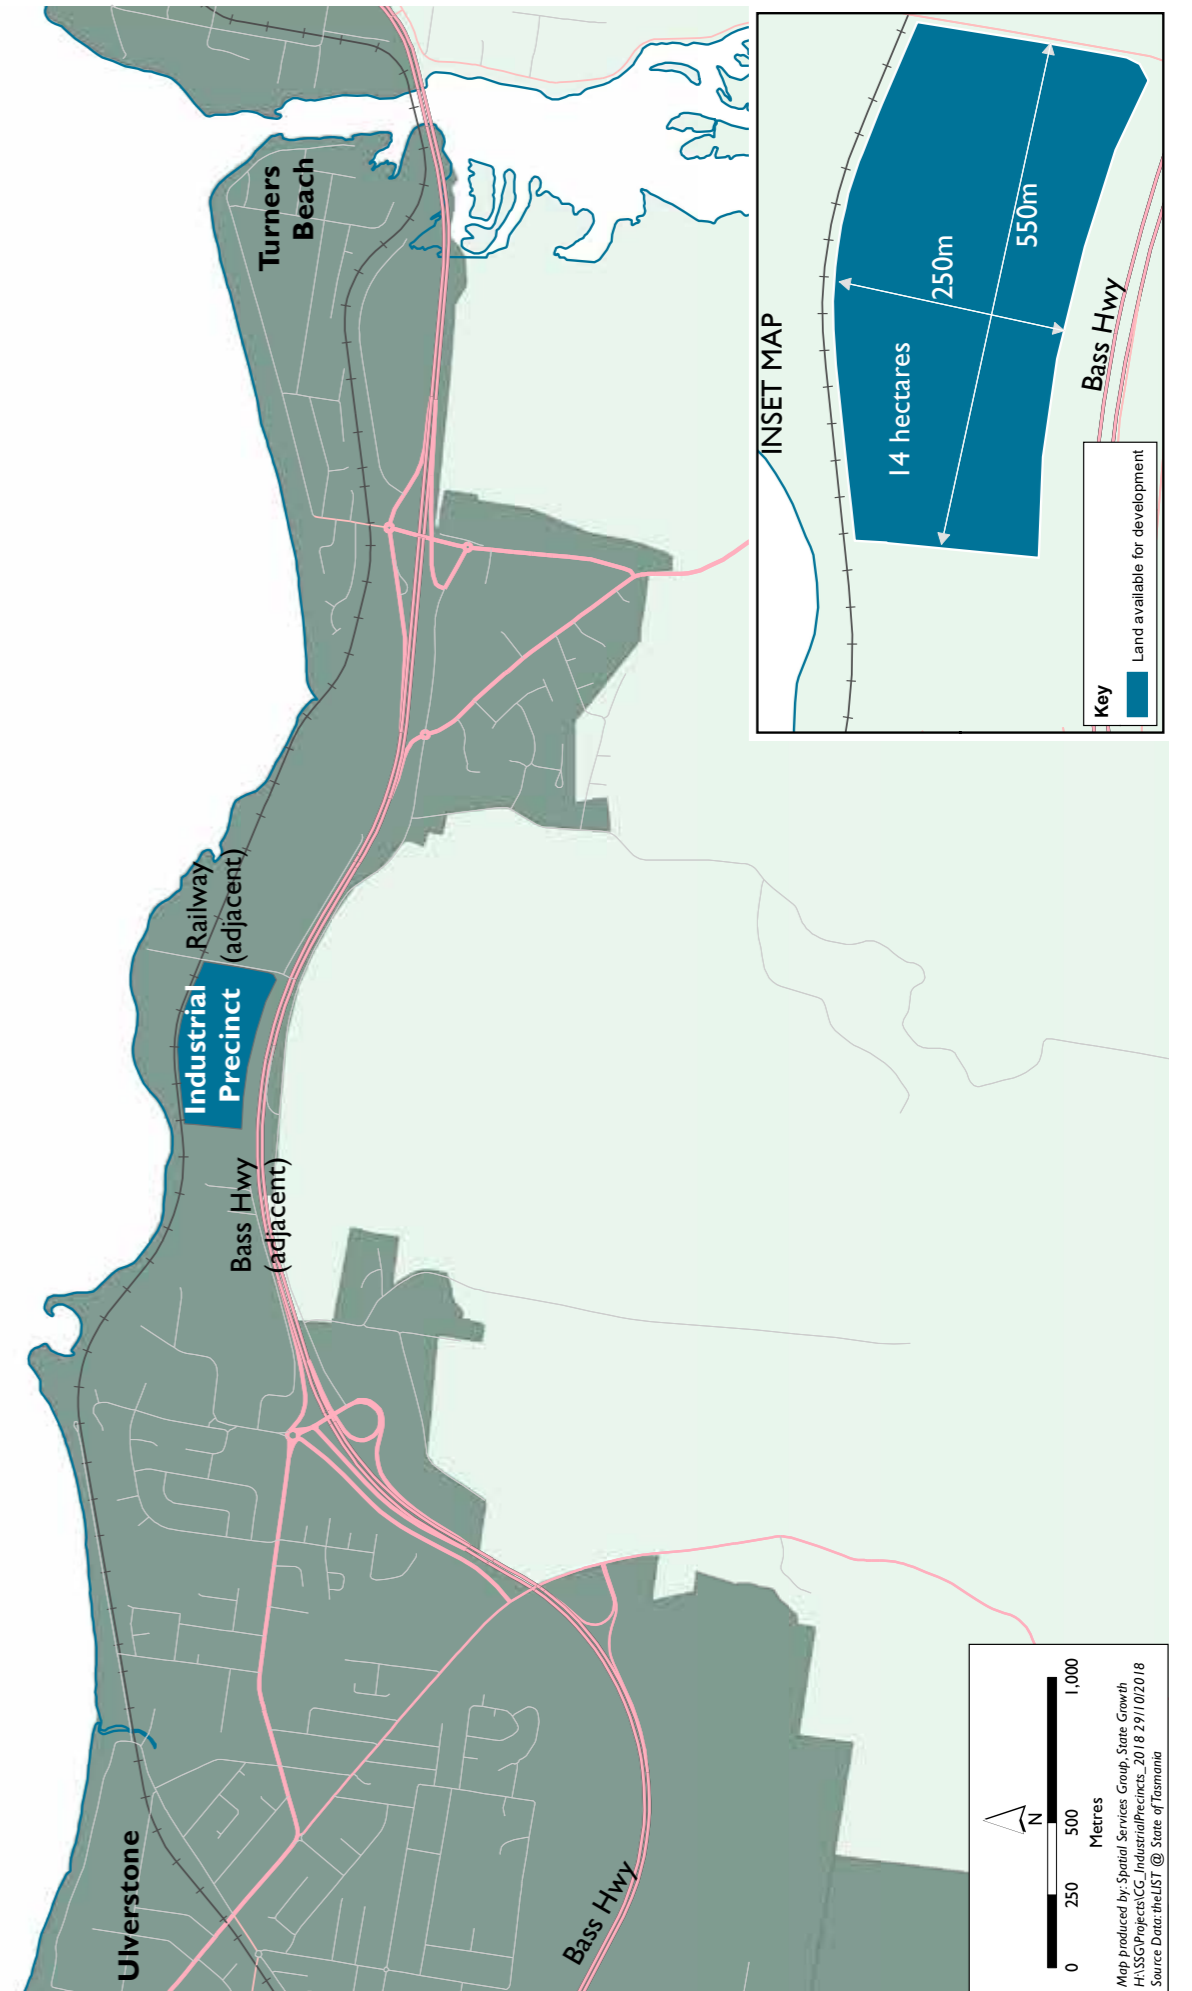 Ulverstone
Bass Hwy
Bass Hwy
(adjacent)
Industrial
Precinct
Railway
(adjacent)
Turners
Beach
INSET MAP
14 hectares
250m
550m
Bass Hwy
Key
Land available for development
N
0 250 500 1,000
Metres
Map produced by: Spatial Services Group, State Growth
H:\SSG\Projects\CG_IndustrialPrecincts_2018 29/10/2018
Source Data: theLIST @ State of Tasmania